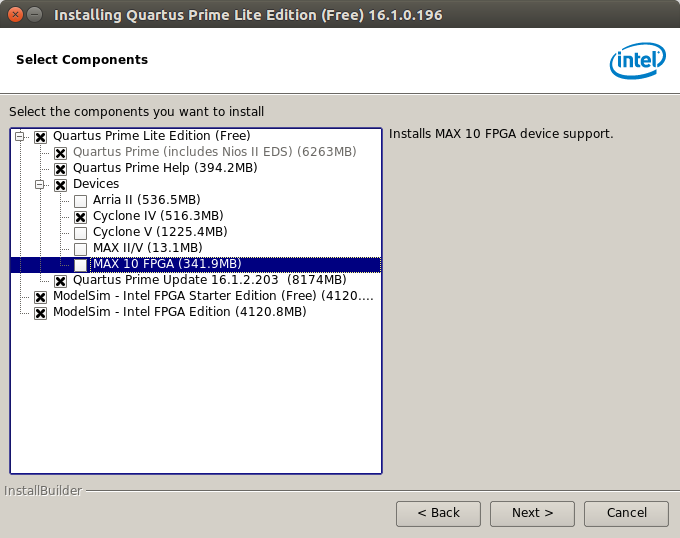 Installing Quartus Prime Lite Edition (Free) 16.1.0.196
Select Components
intel
Select the components you want to install
Quartus Prime Lite Edition (Free)
Quartus Prime (includes Nios II EDS) (6263MB)
Quartus Prime Help (394.2MB)
Devices
Arria II (536.5MB)
Cyclone IV (516.3MB)
Cyclone V (1225.4MB)
MAX II/V (13.1MB)
MAX 10 FPGA (341.9MB)
Quartus Prime Update 16.1.2.203  (8174MB)
ModelSim - Intel FPGA Starter Edition (Free) (4120....
ModelSim - Intel FPGA Edition (4120.8MB)
Installs MAX 10 FPGA device support.
InstallBuilder
< Back
Next >
Cancel